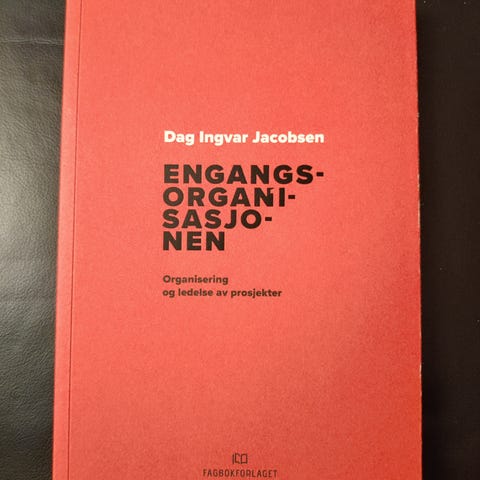 Dag Ingvar Jacobsen
ENGANGS-
ORGANI-
SASJO-
NEN
Organisering
og ledelse av prosjekter
FAGBOKFORLAGET